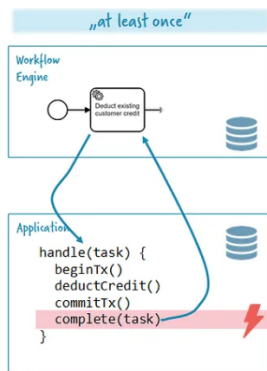 „at least once“
Workflow
Engine
Deduct existing
customer credit
Application
handle(task) {
beginTx()
deductCredit()
commitTx()
complete(task)
}